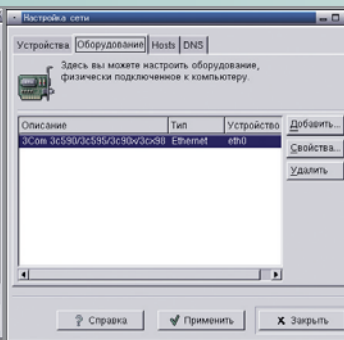 Настройка сети
Устройства Оборудование Hosts DNS
Здесь вы можете настроить оборудование,
физически подключенное к компьютеру.
Описание Тип Устройство
3Com 3c590/3c595/3c90x/3cx98 Ethernet eth0
Добавить...
Свойства...
Удалить
? Справка Применить X Закрыть